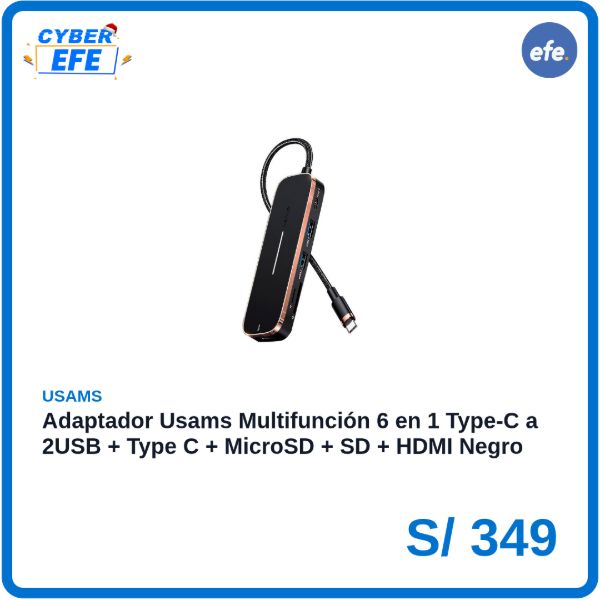 CYBER
EFE
efe.
USAMS
Adaptador Usams Multifunción 6 en 1 Type-C a
2USB + Type C + MicroSD + SD + HDMI Negro
S/ 349